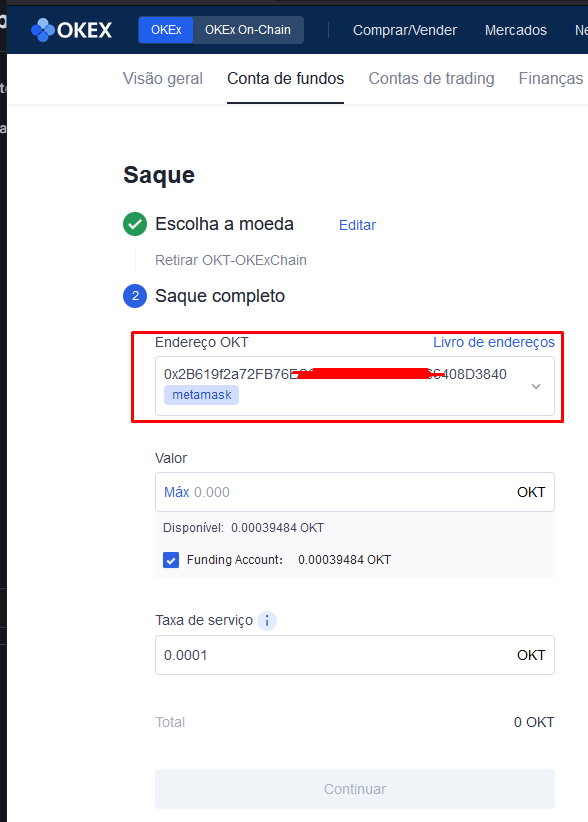 OKEX
OKEx OKEx On-Chain Comprar/Vender Mercados
Visão geral Conta de fundos Contas de trading Finanças
Saque
Escolha a moeda Editar
Retirar OKT-OKExChain
2 Saque completo
Endereço OKT Livro de endereços
0x2B619f2a72FB76E 408D3840
metamask
Valor
Máx 0.000 OKT
Disponível: 0.00039484 OKT
Funding Account: 0.00039484 OKT
Taxa de serviço i
0.0001 OKT
Total 0 OKT
Continuar